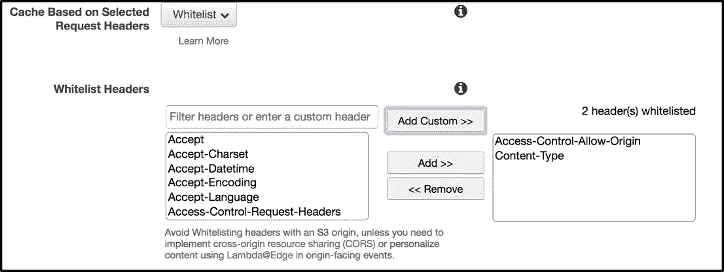 Cache Based on Selected
Request Headers
Whitelist
Learn More
Whitelist Headers
Filter headers or enter a custom header
Accept
Accept-Charset
Accept-Datetime
Accept-Encoding
Accept-Language
Access-Control-Request-Headers
Add Custom >>
Add >>
<< Remove
2 header(s) whitelisted
Access-Control-Allow-Origin
Content-Type
Avoid Whitelisting headers with an S3 origin, unless you need to
implement cross-origin resource sharing (CORS) or personalize
content using Lambda@Edge in origin-facing events.